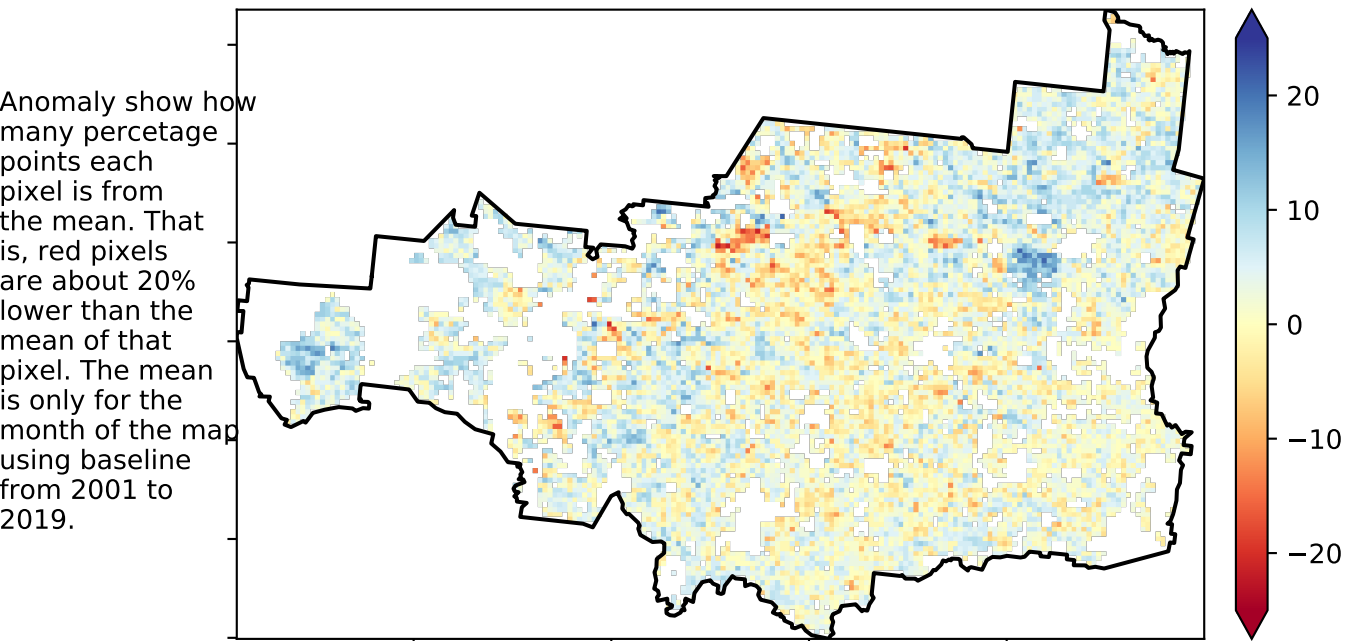 Anomaly show how
many percetage
points each
pixel is from
the mean. That
is, red pixels
are about 20%
lower than the
mean of that
pixel. The mean
is only for the
month of the map
using baseline
from 2001 to
2019.
20
10
0
−10
−20